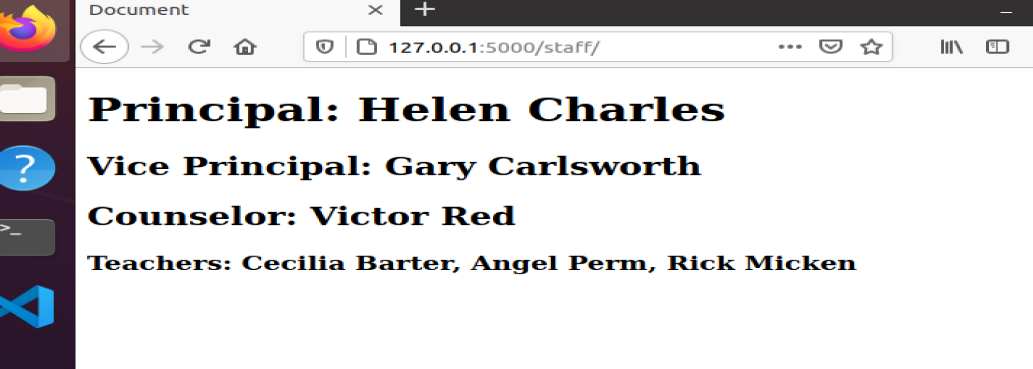 Document
127.0.0.1:5000/staff/
Principal: Helen Charles
Vice Principal: Gary Carlsworth
Counselor: Victor Red
Teachers: Cecilia Barter, Angel Perm, Rick Micken
?
>_